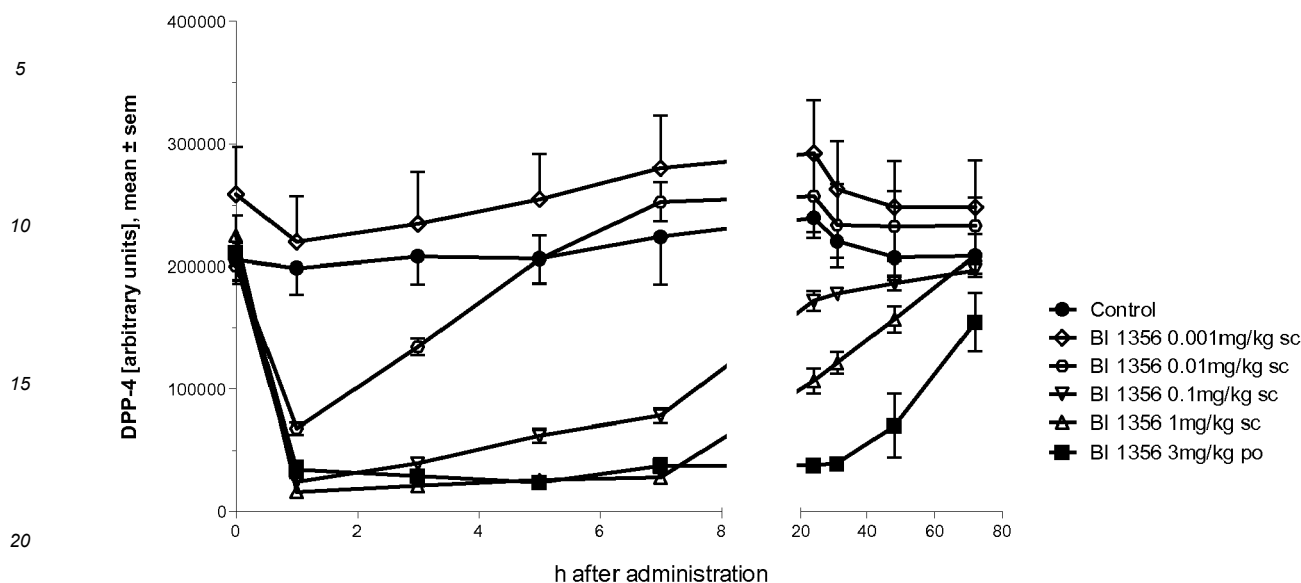 5
10
15
20
DPP-4 [arbitrary units], mean ± sem
400000
300000
200000
100000
0
0 2 4 6 8 20 40 60 80
h after administration
Control
BI 1356 0.001mg/kg sc
BI 1356 0.01mg/kg sc
BI 1356 0.1mg/kg sc
BI 1356 1mg/kg sc
BI 1356 3mg/kg po